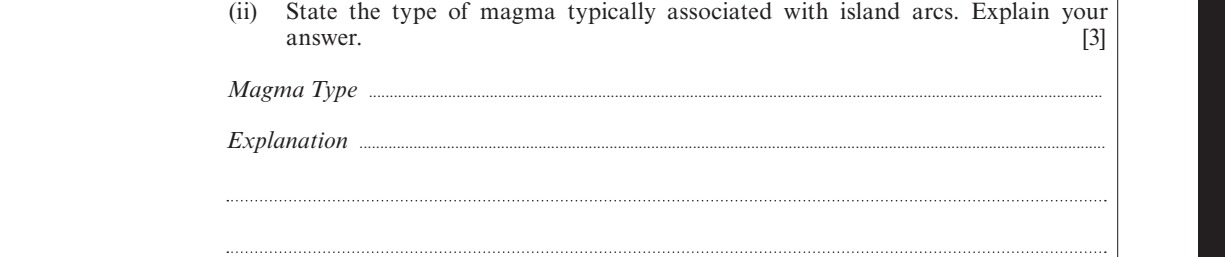 (ii) State the type of magma typically associated with island arcs. Explain your
answer. [3]
Magma Type
Explanation